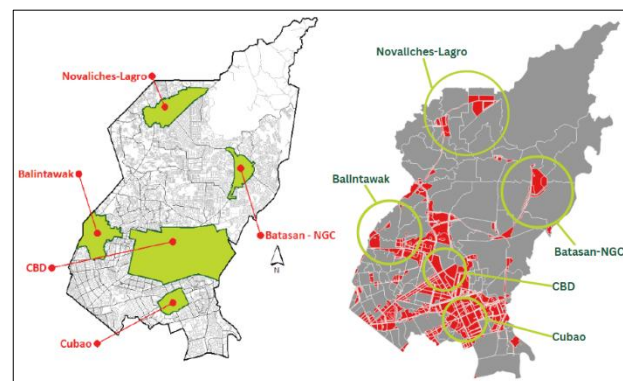 Novaliches-Lagro
Balintawak
CBD
Cubao
Batasan - NGC
N
Novaliches-Lagro
Balintawak
Batasan-NGC
CBD
Cubao